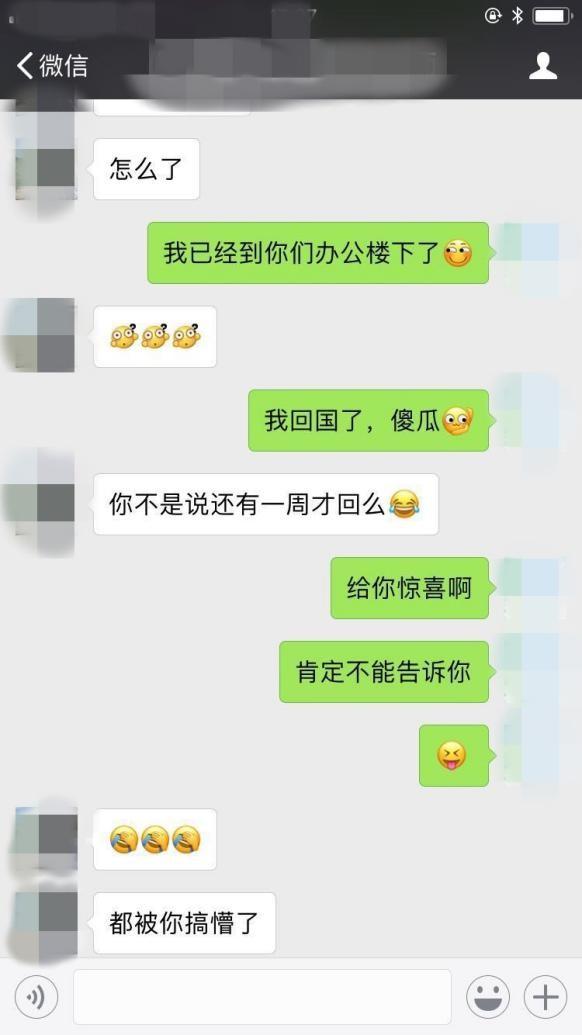 微信
怎么了
我已经到你们办公楼下了
我回国了，傻瓜
你不是说还有一周才回么
给你惊喜啊
肯定不能告诉你
都被你搞懵了